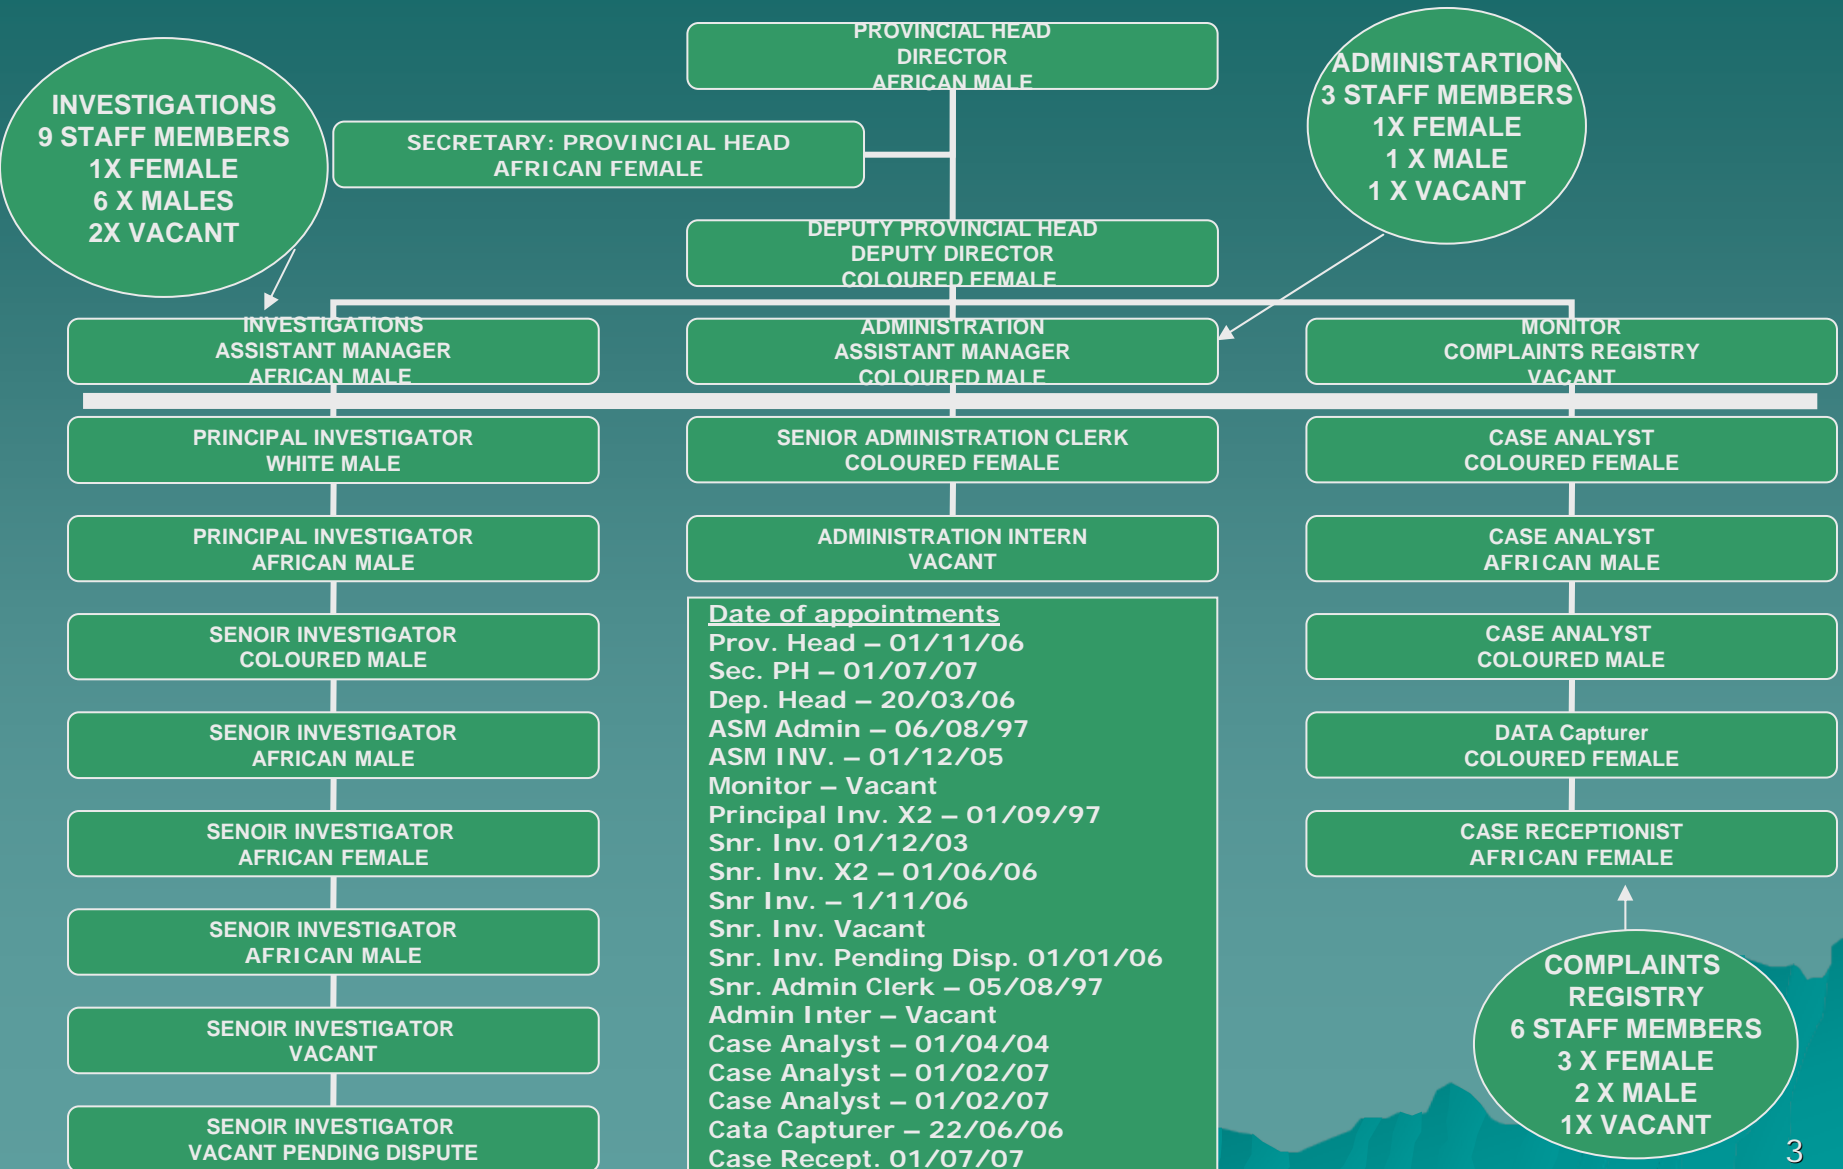 PROVINCIAL HEAD
DIRECTOR
AFRICAN MALE
INVESTIGATIONS
9 STAFF MEMBERS
1X FEMALE
6 X MALES
2X VACANT
SECRETARY: PROVINCIAL HEAD
AFRICAN FEMALE
ADMINISTARTION
3 STAFF MEMBERS
1X FEMALE
1 X MALE
1 X VACANT
DEPUTY PROVINCIAL HEAD
DEPUTY DIRECTOR
COLOURED FEMALE
INVESTIGATIONS
ASSISTANT MANAGER
AFRICAN MALE
ADMINISTRATION
ASSISTANT MANAGER
COLOURED MALE
MONITOR
COMPLAINTS REGISTRY
VACANT
PRINCIPAL INVESTIGATOR
WHITE MALE
PRINCIPAL INVESTIGATOR
AFRICAN MALE
SENOIR INVESTIGATOR
COLOURED MALE
SENOIR INVESTIGATOR
AFRICAN MALE
SENOIR INVESTIGATOR
AFRICAN FEMALE
SENOIR INVESTIGATOR
AFRICAN MALE
SENOIR INVESTIGATOR
VACANT
SENOIR INVESTIGATOR
VACANT PENDING DISPUTE
SENIOR ADMINISTRATION CLERK
COLOURED FEMALE
ADMINISTRATION INTERN
VACANT
Date of appointments
Prov. Head – 01/11/06
Sec. PH – 01/07/07
Dep. Head – 20/03/06
ASM Admin – 06/08/97
ASM INV. – 01/12/05
Monitor – Vacant
Principal Inv. X2 – 01/09/97
Snr. Inv. 01/12/03
Snr. Inv. X2 – 01/06/06
Snr Inv. – 1/11/06
Snr. Inv. Vacant
Snr. Inv. Pending Disp. 01/01/06
Snr. Admin Clerk – 05/08/97
Admin Inter – Vacant
Case Analyst – 01/04/04
Case Analyst – 01/02/07
Case Analyst – 01/02/07
Cata Capturer – 22/06/06
Case Recept. 01/07/07
CASE ANALYST
COLOURED FEMALE
CASE ANALYST
AFRICAN MALE
CASE ANALYST
COLOURED MALE
DATA Capturer
COLOURED FEMALE
CASE RECEPTIONIST
AFRICAN FEMALE
COMPLAINTS
REGISTRY
6 STAFF MEMBERS
3 X FEMALE
2 X MALE
1X VACANT
3